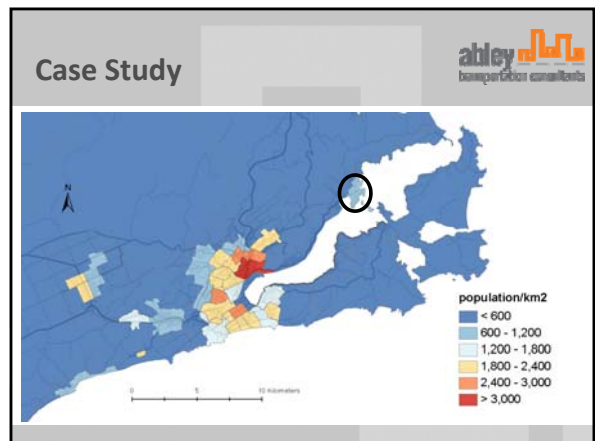 Case Study
abley
transportation consultants
N
population/km2
< 600
600 - 1,200
1,200 - 1,800
1,800 - 2,400
2,400 - 3,000
> 3,000
0 5 10 Kilometers